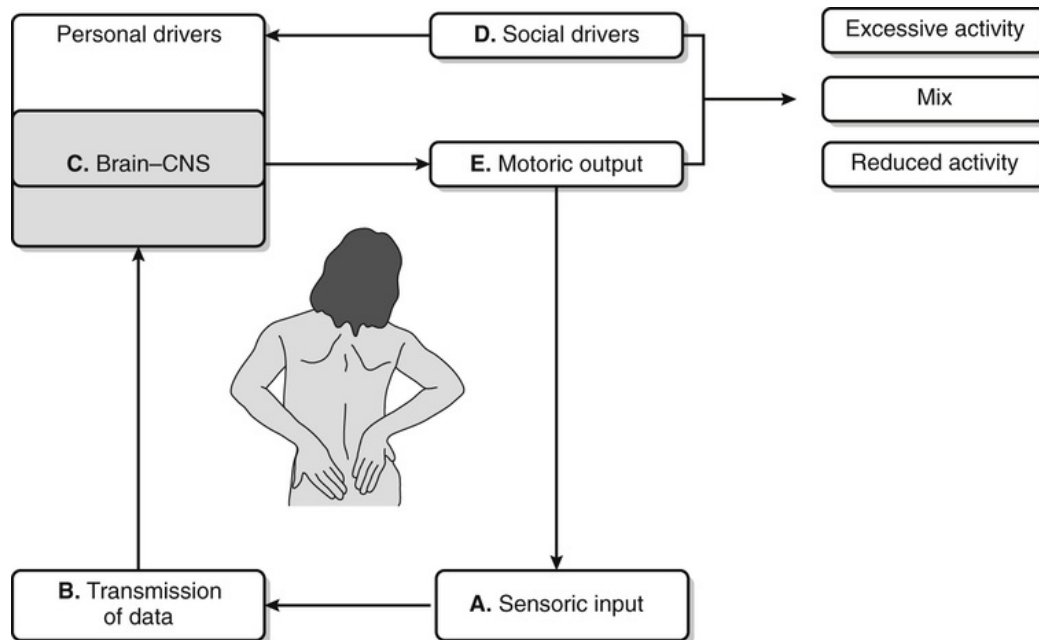 Personal drivers
D. Social drivers
Excessive activity
Mix
C. Brain–CNS
E. Motoric output
Reduced activity
B. Transmission
of data
A. Sensoric input